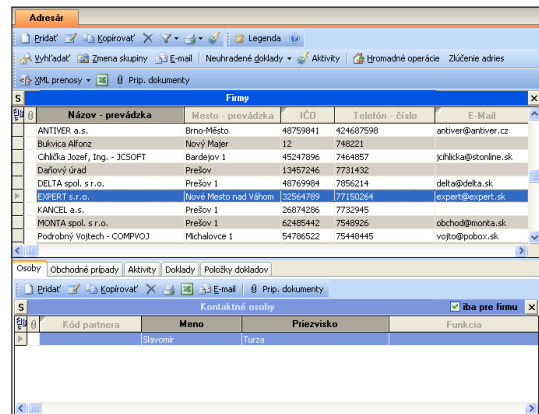 Adresár
Pridať Kopírovať Legenda
Vyhľadať Zmena skupiny E-mail Neuhradené doklady Aktivity Hromadné operácie Zlúčenie adries
XML prenosy Prip. dokumenty
S Firmy
Názov - prevádzka Mesto - prevádzka IČO Telefón - číslo E-Mail
ANTIVER a.s. Brno-Město 48759841 424687598 antiver@antiver.cz
Bukvica Alfonz Nový Majer 12 748221
Cihlička Jozef, Ing. - JCSOFT Bardejov 1 45247896 7464857 jcihlicka@stonline.sk
Daňový úrad Prešov 13457246 7731432
DELTA spol. s r.o. Prešov 1 48769984 7856214 delta@delta.sk
EXPERT s.r.o. Nové Mesto nad Váhom 32564789 77150264 expert@expert.sk
KANCEL a.s. Prešov 1 26874286 7732945
MONTA spol. s r.o. Prešov 1 62485442 7548926 obchod@monta.sk
Podrobný Vojtech - COMPVOJ Michalovce 1 54786522 75448445 vojto@pobox.sk
Osoby Obchodné prípady Aktivity Doklady Položky dokladov
Pridať Kopírovať E-mail Prip. dokumenty
S Kontaktné osoby iba pre firmu
Kód partnera Meno Priezvisko Funkcia
Slavomír Turza